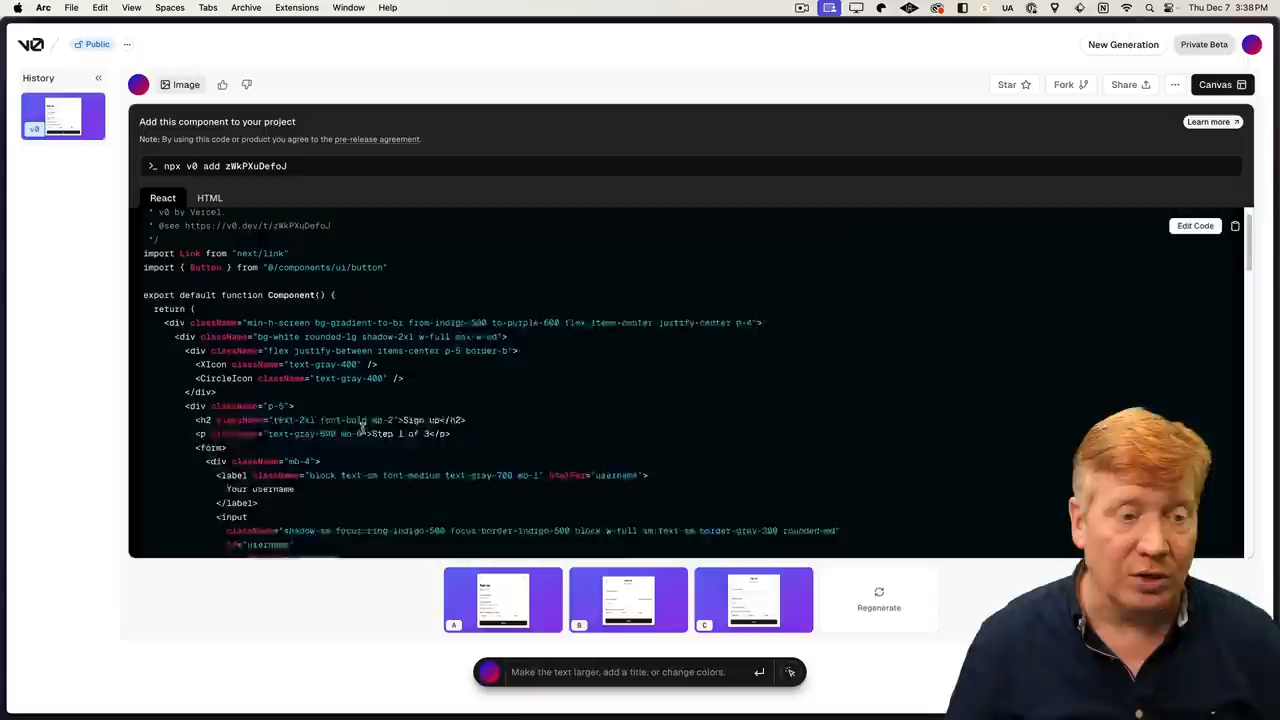 Arc File Edit View Spaces Tabs Archive Extensions Window Help UA Thu Dec 7 3:38 PM
v0 / Public ... New Generation Private Beta
History «
Image Star Fork Share ... Canvas
v0
Add this component to your project Learn more
Note: By using this code or product you agree to the pre-release agreement.
>_ npx v0 add zWkPXuDefoJ
React HTML
* v0 by Vercel.
* @see https://v0.dev/t/zWkPXuDefoJ
*/
Edit Code
import Link from "next/link"
import { Button } from "@/components/ui/button"
export default function Component() {
return (
<div className="min-h-screen bg-gradient-to-br from-indigo-500 to-purple-600 flex items-center justify-center p-4">
<div className="bg-white rounded-lg shadow-2xl w-full max-w-md">
<div className="flex justify-between items-center p-5 border-b">
<XIcon className="text-gray-400" />
<CircleIcon className="text-gray-400" />
</div>
<div className="p-5">
<h2 className="text-2xl font-bold mb-2">Sign up</h2>
<p className="text-gray-500 mb-6">Step 1 of 3</p>
<form>
<div className="mb-4">
<label className="block text-sm font-medium text-gray-700 mb-1" htmlFor="username">
Your username
</label>
<input
className="shadow-sm focus:ring-indigo-500 focus:border-indigo-500 block w-full sm:text-sm border-gray-300 rounded-md"
id="username"
A B C Regenerate
Make the text larger, add a title, or change colors.